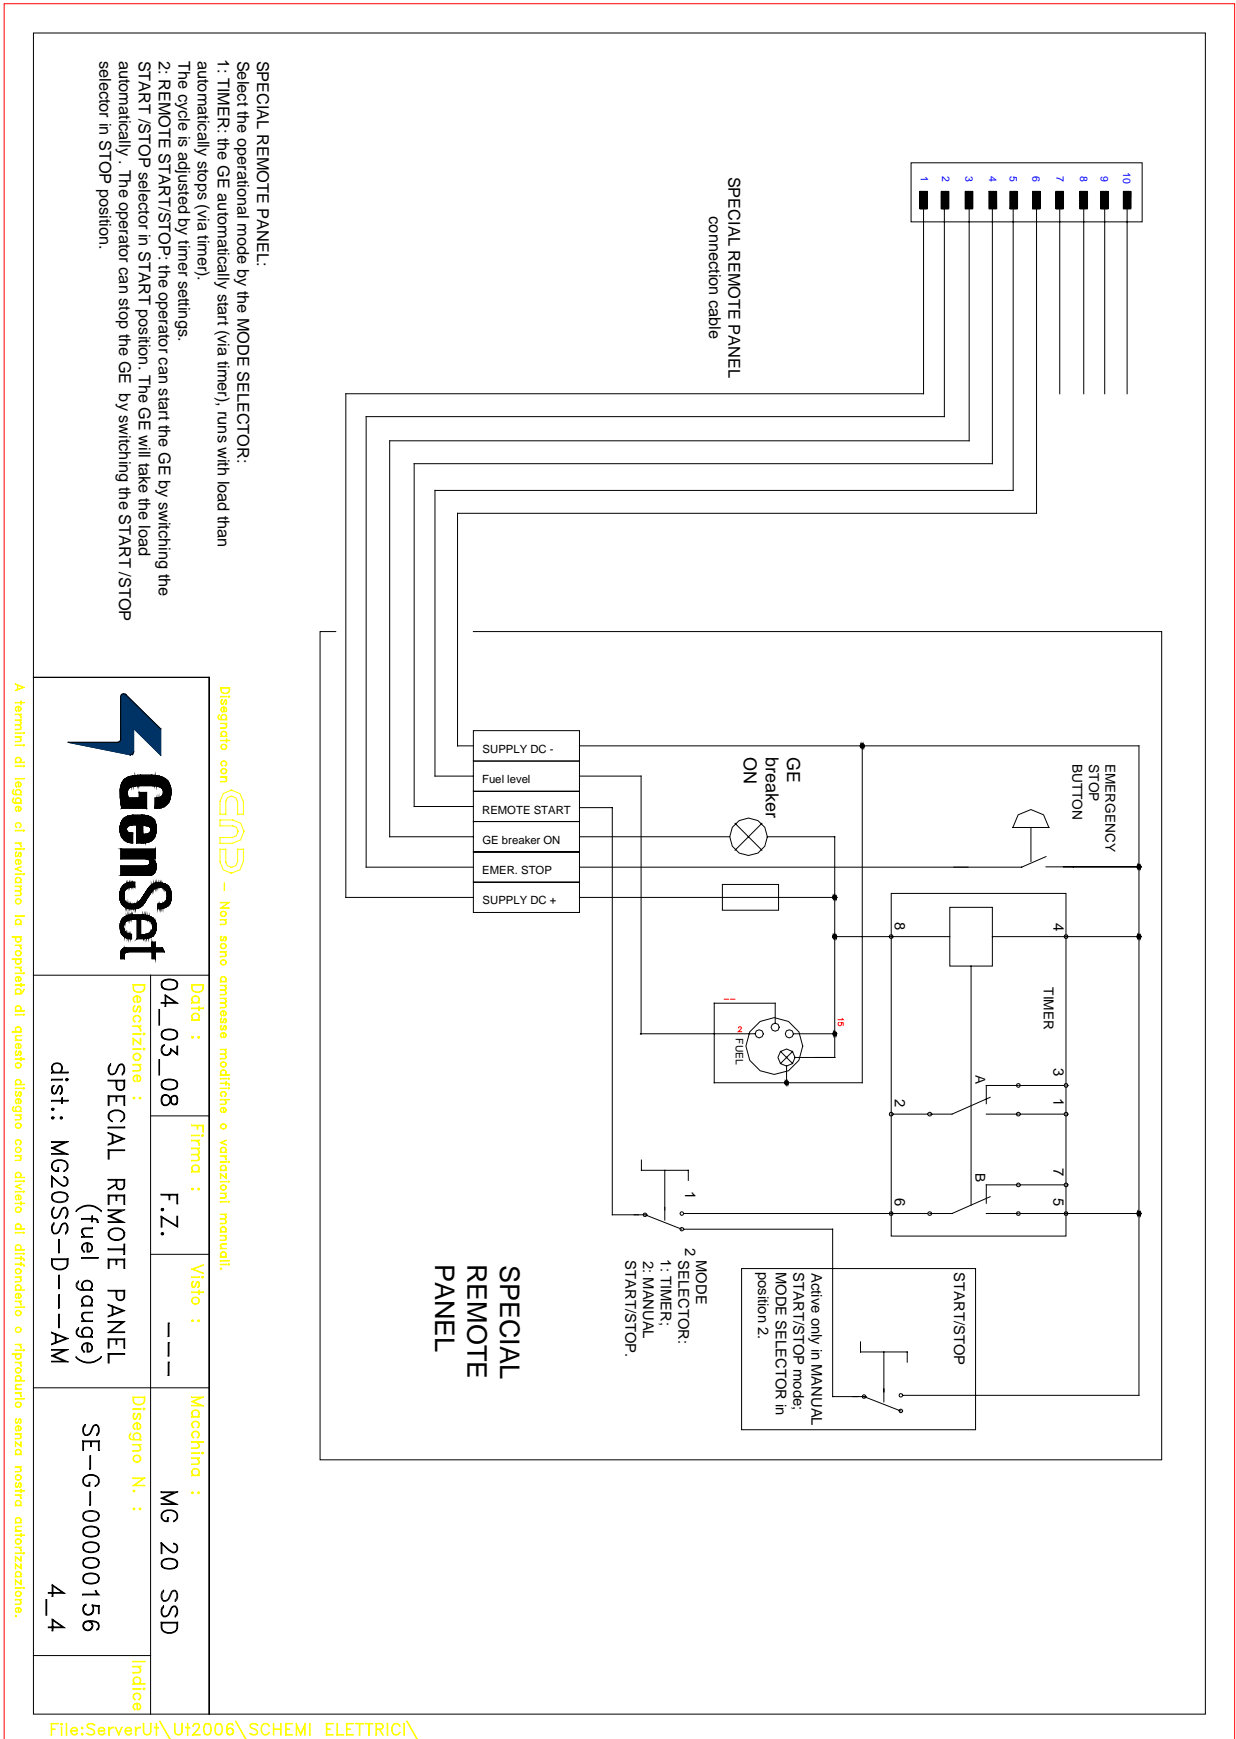 10
9
8
7
6
5
4
3
2
1
SPECIAL REMOTE PANEL
connection cable
SPECIAL REMOTE PANEL:
Select the operational mode by the MODE SELECTOR:
1: TIMER: the GE automatically start (via timer), runs with load than
automatically stops (via timer).
The cycle is adjusted by timer settings.
2: REMOTE START/STOP: the operator can start the GE by switching the
START /STOP selector in START position. The GE will take the load
automatically . The operator can stop the GE by switching the START /STOP
selector in STOP position.
EMERGENCY
STOP
BUTTON
GE
breaker
ON
SUPPLY DC -
Fuel level
REMOTE START
GE breaker ON
EMER. STOP
SUPPLY DC +
4
8
TIMER
3
1
A
2
7
5
B
6
15
2
FUEL
1
2
MODE
SELECTOR:
1: TIMER;
2: MANUAL
START/STOP.
START/STOP
Active only in MANUAL
START/STOP mode;
MODE SELECTOR in
position 2.
SPECIAL
REMOTE
PANEL
Disegnato con CAD - Non sono ammesse modifiche o variazioni manuali.
GenSet
Data :
04_03_08
Firma :
F.Z.
Visto :
---
Macchina :
MG 20 SSD
Descrizione :
SPECIAL REMOTE PANEL
(fuel gauge)
dist.: MG20SS-D---AM
Disegno N. :
SE-G-00000156
4_4
Indice
A termini di legge ci riserviamo la proprietà di questo disegno con divieto di diffonderlo o riprodurlo senza nostra autorizzazione.
File:ServerUt\Ut2006\SCHEMI ELETTRICI\